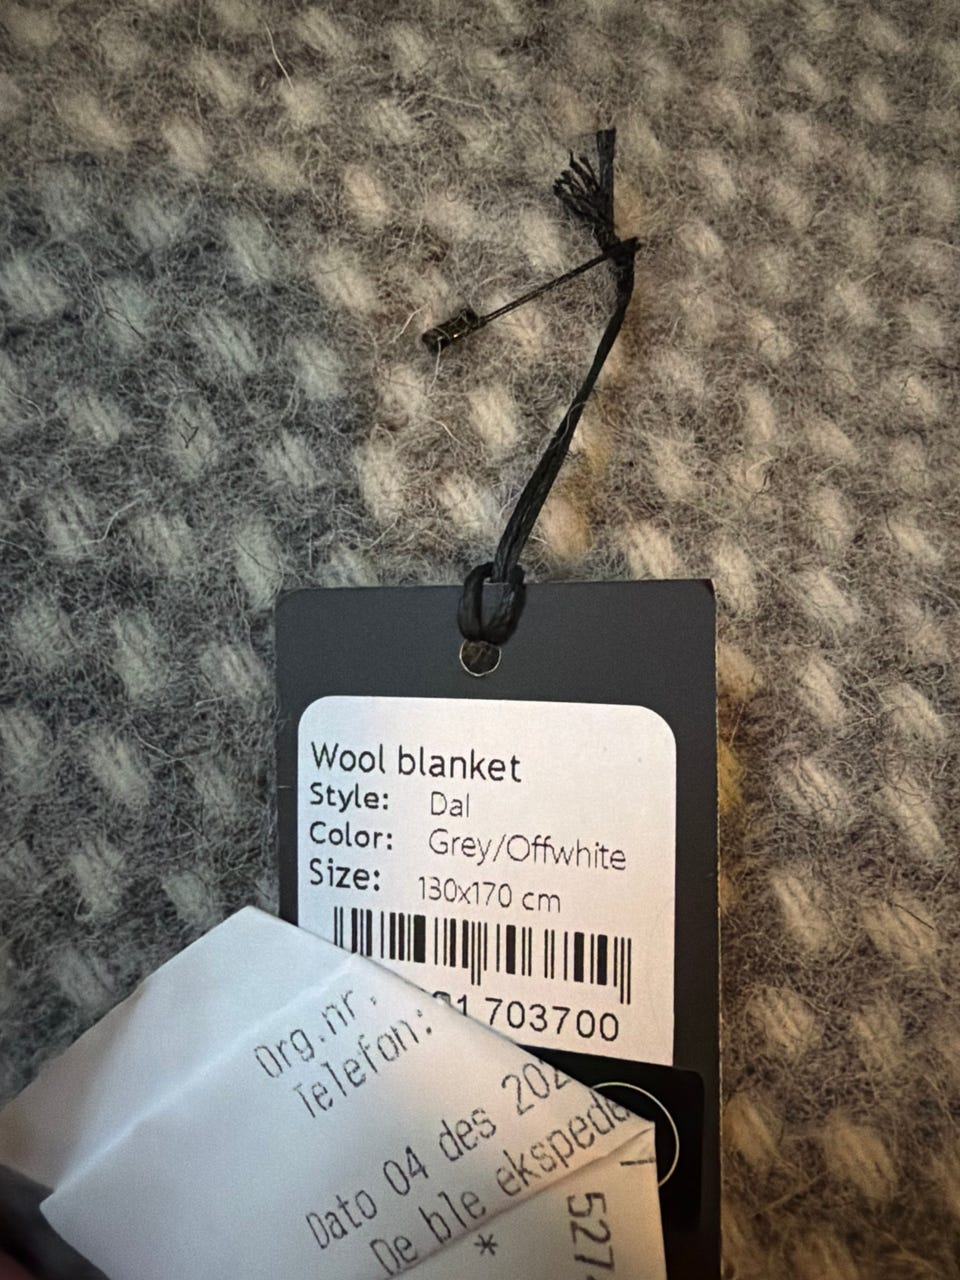 Wool blanket
Style: Dal
Color: Grey/Offwhite
Size: 130x170 cm
703700
Org.nr.
Telefon:
Dato 04 des
De ble
*